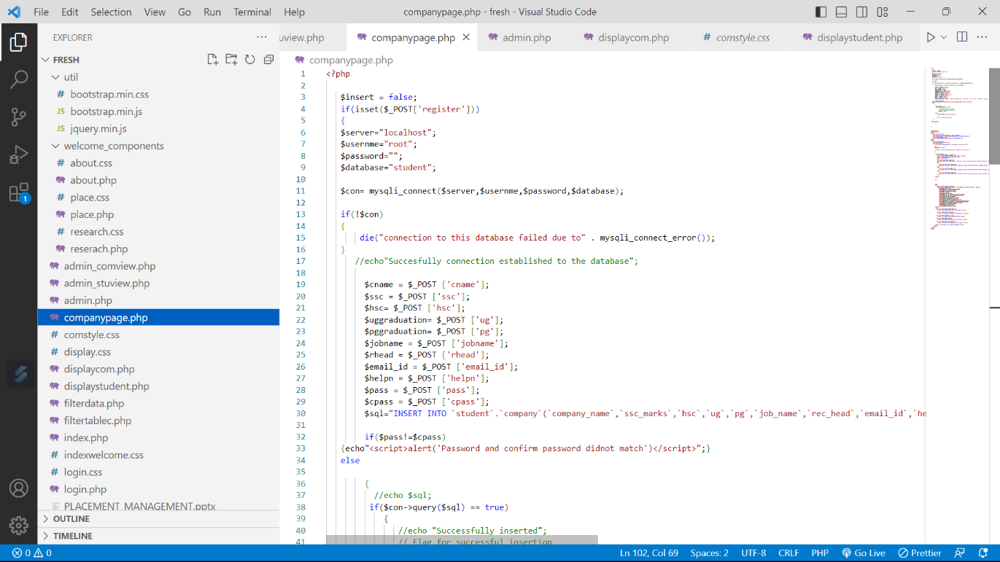 File Edit Selection View Go Run Terminal Help companypage.php - fresh - Visual Studio Code
EXPLORER
uview.php companypage.php admin.php displaycom.php comstyle.css displaystudent.php
FRESH
util
# bootstrap.min.css
JS bootstrap.min.js
JS jquery.min.js
welcome_components
# about.css
about.php
# place.css
place.php
# research.css
reserach.php
admin_comview.php
admin_stuview.php
admin.php
companypage.php
# comstyle.css
# display.css
displaycom.php
displaystudent.php
filterdata.php
filtertablec.php
index.php
# indexwelcome.css
# login.css
login.php
PLACEMENT_MANAGEMENT.pptx
OUTLINE
TIMELINE
1
companypage.php
1 <?php
2
3 $insert = false;
4 if(isset($_POST['register']))
5 {
6 $server="localhost";
7 $usernme="root";
8 $password="";
9 $database="student";
10
11 $con= mysqli_connect($server,$usernme,$password,$database);
12
13 if(!$con)
14 {
15 die("connection to this database failed due to" . mysqli_connect_error());
16 }
17 //echo"Succesfully connection established to the database";
18
19 $cname = $_POST ['cname'];
20 $ssc = $_POST ['ssc'];
21 $hsc= $_POST ['hsc'];
22 $uggraduation= $_POST ['ug'];
23 $pggraduation= $_POST ['pg'];
24 $jobname = $_POST ['jobname'];
25 $rhead = $_POST ['rhead'];
26 $email_id = $_POST ['email_id'];
27 $helpn = $_POST ['helpn'];
28 $pass = $_POST ['pass'];
29 $cpass = $_POST ['cpass'];
30 $sql="INSERT INTO `student`.`company`(`company_name`,`ssc_marks`,`hsc`,`ug`,`pg`,`job_name`,`rec_head`,`email_id`,`he
31
32 if($pass!=$cpass)
33 {echo"<script>alert('Password and confirm password didnot match')</script>";}
34 else
35
36 {
37 //echo $sql;
38 if($con->query($sql) == true)
39 {
40 //echo "Successfully inserted";
41 // Flag for successful insertion
0 0 Ln 102, Col 69 Spaces: 2 UTF-8 CRLF PHP Go Live Prettier